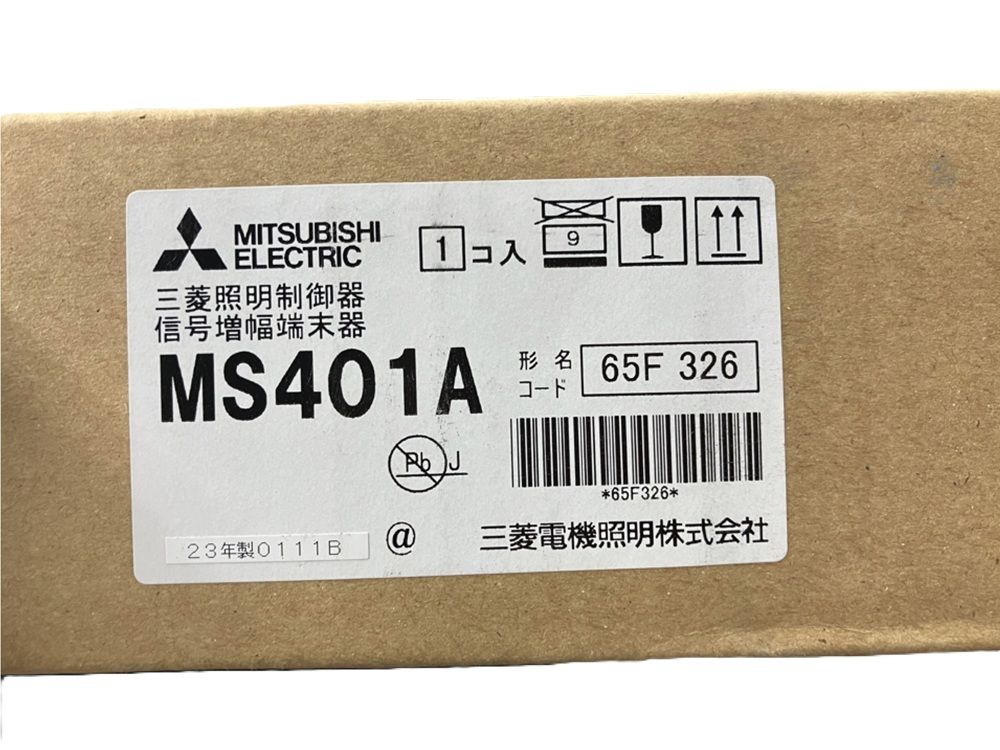 MITSUBISHI
ELECTRIC
1コ入
9
三菱照明制御器
信号増幅端末器
MS401A
形名
コード
65F 326
Pb J
*65F326*
23年製0111B
@
三菱電機照明株式会社